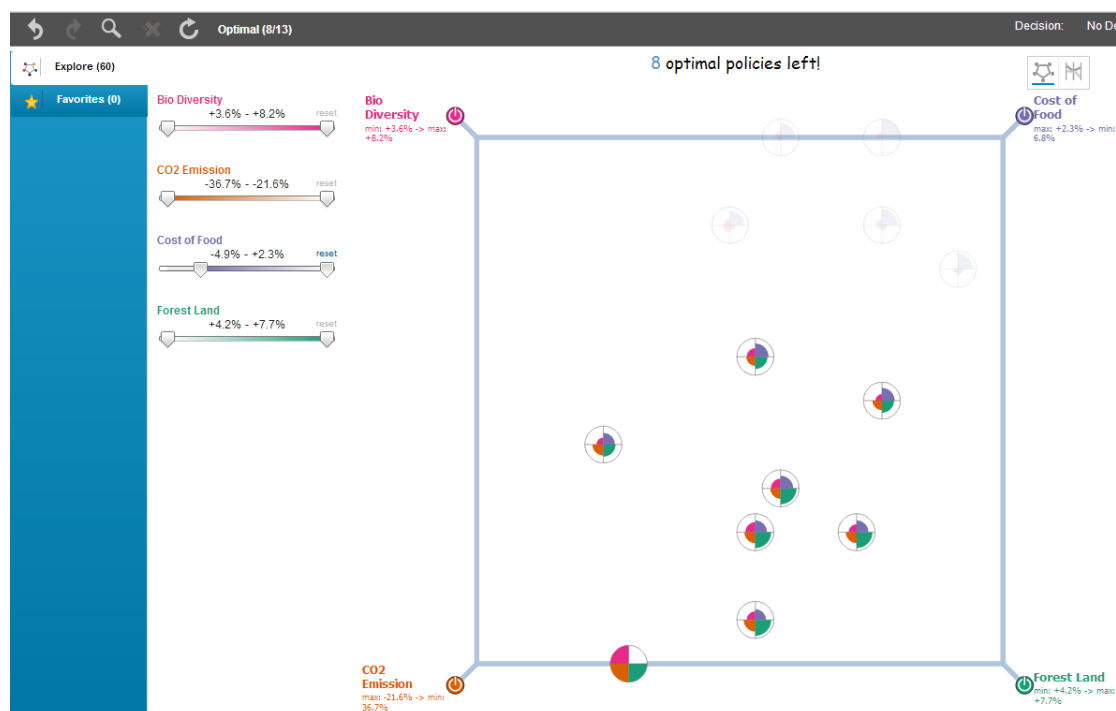 Optimal (8/13)
Decision:
No De
Explore (60)
8 optimal policies left!
Favorites (0)
Bio Diversity
+3.6% - +8.2%
reset
CO2 Emission
-36.7% - -21.6%
reset
Cost of Food
-4.9% - +2.3%
reset
Forest Land
+4.2% - +7.7%
reset
Bio
Diversity
min: +3.6% -> max:
+8.2%
Cost of
Food
max: +2.3% -> min:
6.8%
CO2
Emission
max: -21.6% -> min:
36.7%
Forest Land
min: +4.2% -> max:
+7.7%